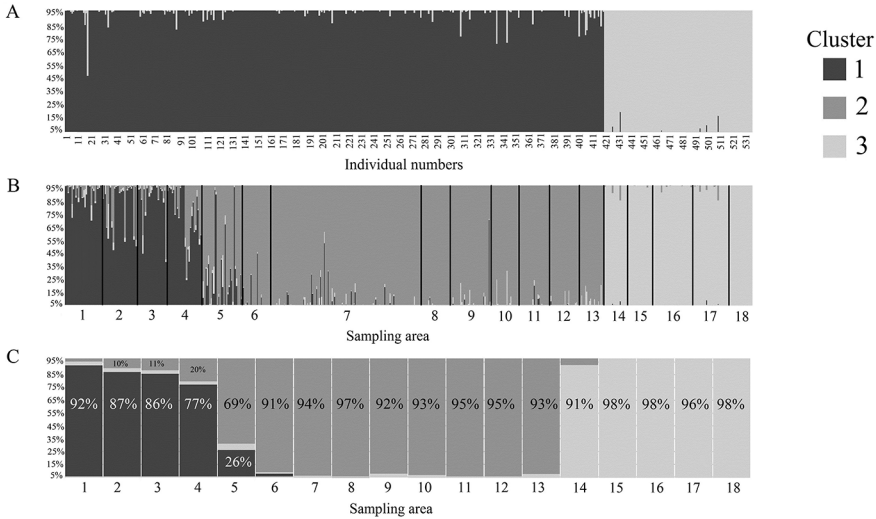 A
95%
85%
75%
65%
55%
45%
35%
25%
15%
5%
1 11 21 31 41 51 61 71 81 91 101 111 121 131 141 151 161 171 181 191 201 211 221 231 241 251 261 271 281 291 301 311 321 331 341 351 361 371 381 391 401 411 421 431 441 451 461 471 481 491 501 511 521 531
Individual numbers
Cluster
1
2
3
B
95%
85%
75%
65%
55%
45%
35%
25%
15%
5%
1 2 3 4 5 6 7 8 9 10 11 12 13 14 15 16 17 18
Sampling area
C
95%
85%
75%
65%
55%
45%
35%
25%
15%
5%
10% 11% 20%
92% 87% 86% 77% 69% 91% 94% 97% 92% 93% 95% 95% 93% 91% 98% 98% 96% 98%
26%
1 2 3 4 5 6 7 8 9 10 11 12 13 14 15 16 17 18
Sampling area